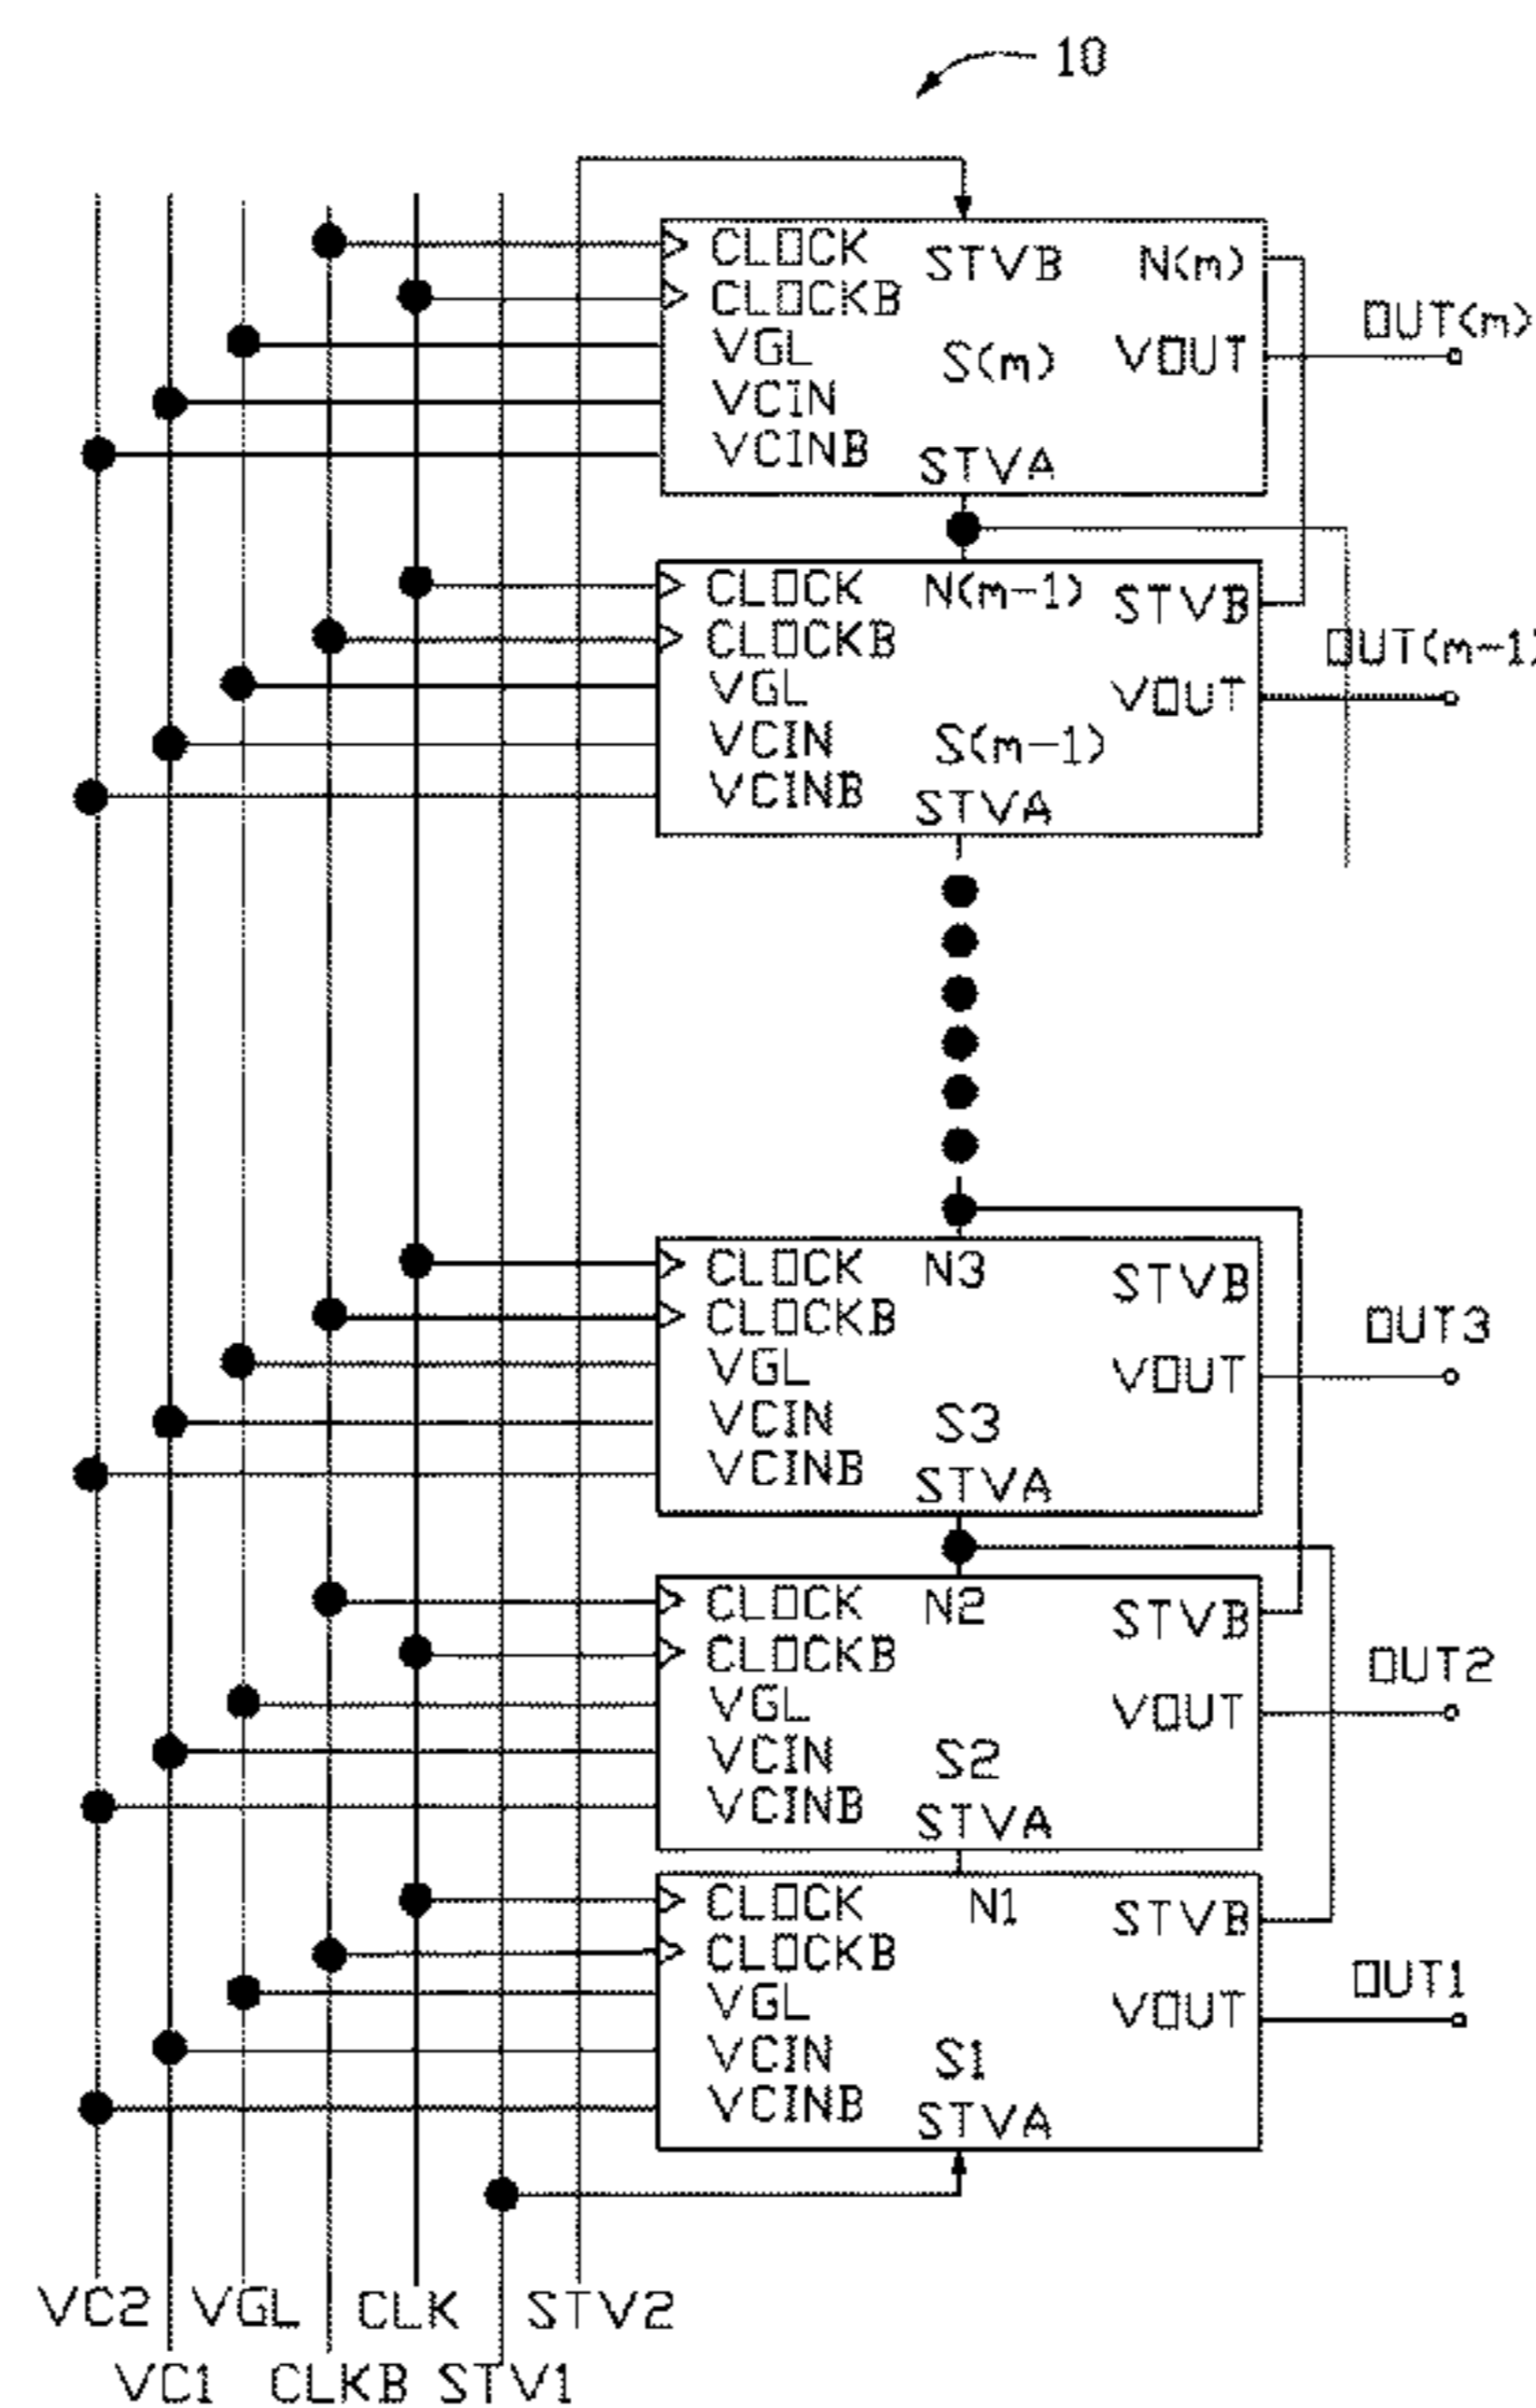 10
CLOCK STVB N(m)
CLOCKB OUT(m)
VGL S(m) VOUT
VCIN
VCINB STVA
CLOCK N(m-1) STVB
CLOCKB OUT(m-1)
VGL VOUT
VCIN S(m-1)
VCINB STVA
CLOCK N3 STVB
CLOCKB OUT3
VGL VOUT
VCIN S3
VCINB STVA
CLOCK N2 STVB
CLOCKB OUT2
VGL VOUT
VCIN S2
VCINB STVA
CLOCK N1 STVB
CLOCKB OUT1
VGL VOUT
VCIN S1
VCINB STVA
VC2 VGL CLK STV2
VC1 CLKB STV1